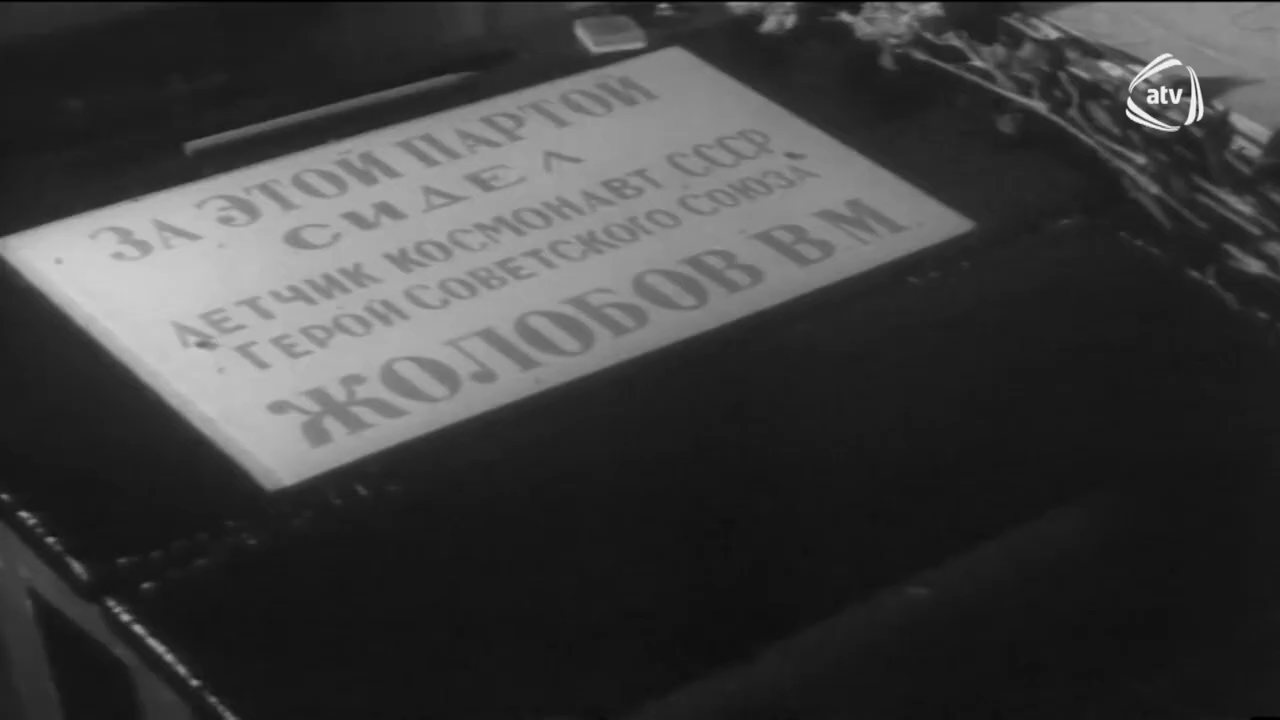 ЗА ЭТОЙ ПАРТОЙ
СИДЕЛ
ЛЕТЧИК КОСМОНАВТ СССР
ГЕРОЙ СОВЕТСКОГО СОЮЗА
ЖОЛОБОВ В М
atv